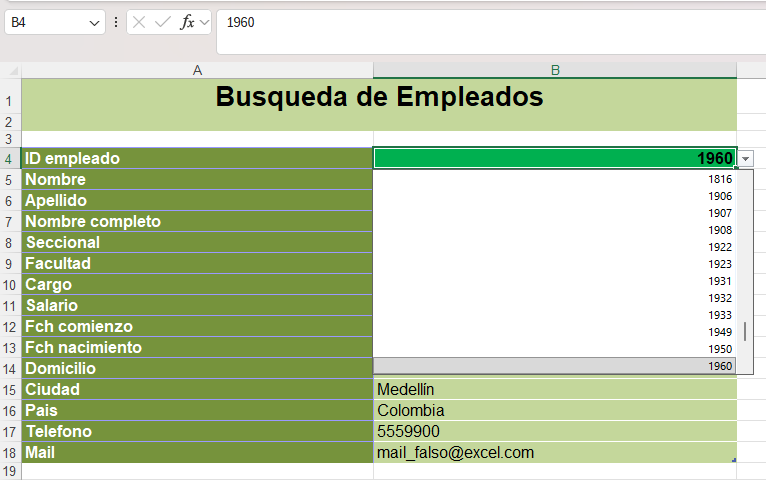 B4 fx 1960
A B
1 Busqueda de Empleados
2
3
4 ID empleado 1960
5 Nombre 1816
6 Apellido 1906
1907
7 Nombre completo 1908
8 Seccional 1922
9 Facultad 1923
10 Cargo 1931
11 Salario 1932
1933
12 Fch comienzo 1949
13 Fch nacimiento 1950
14 Domicilio 1960
15 Ciudad Medellín
16 Pais Colombia
17 Telefono 5559900
18 Mail mail_falso@excel.com
19